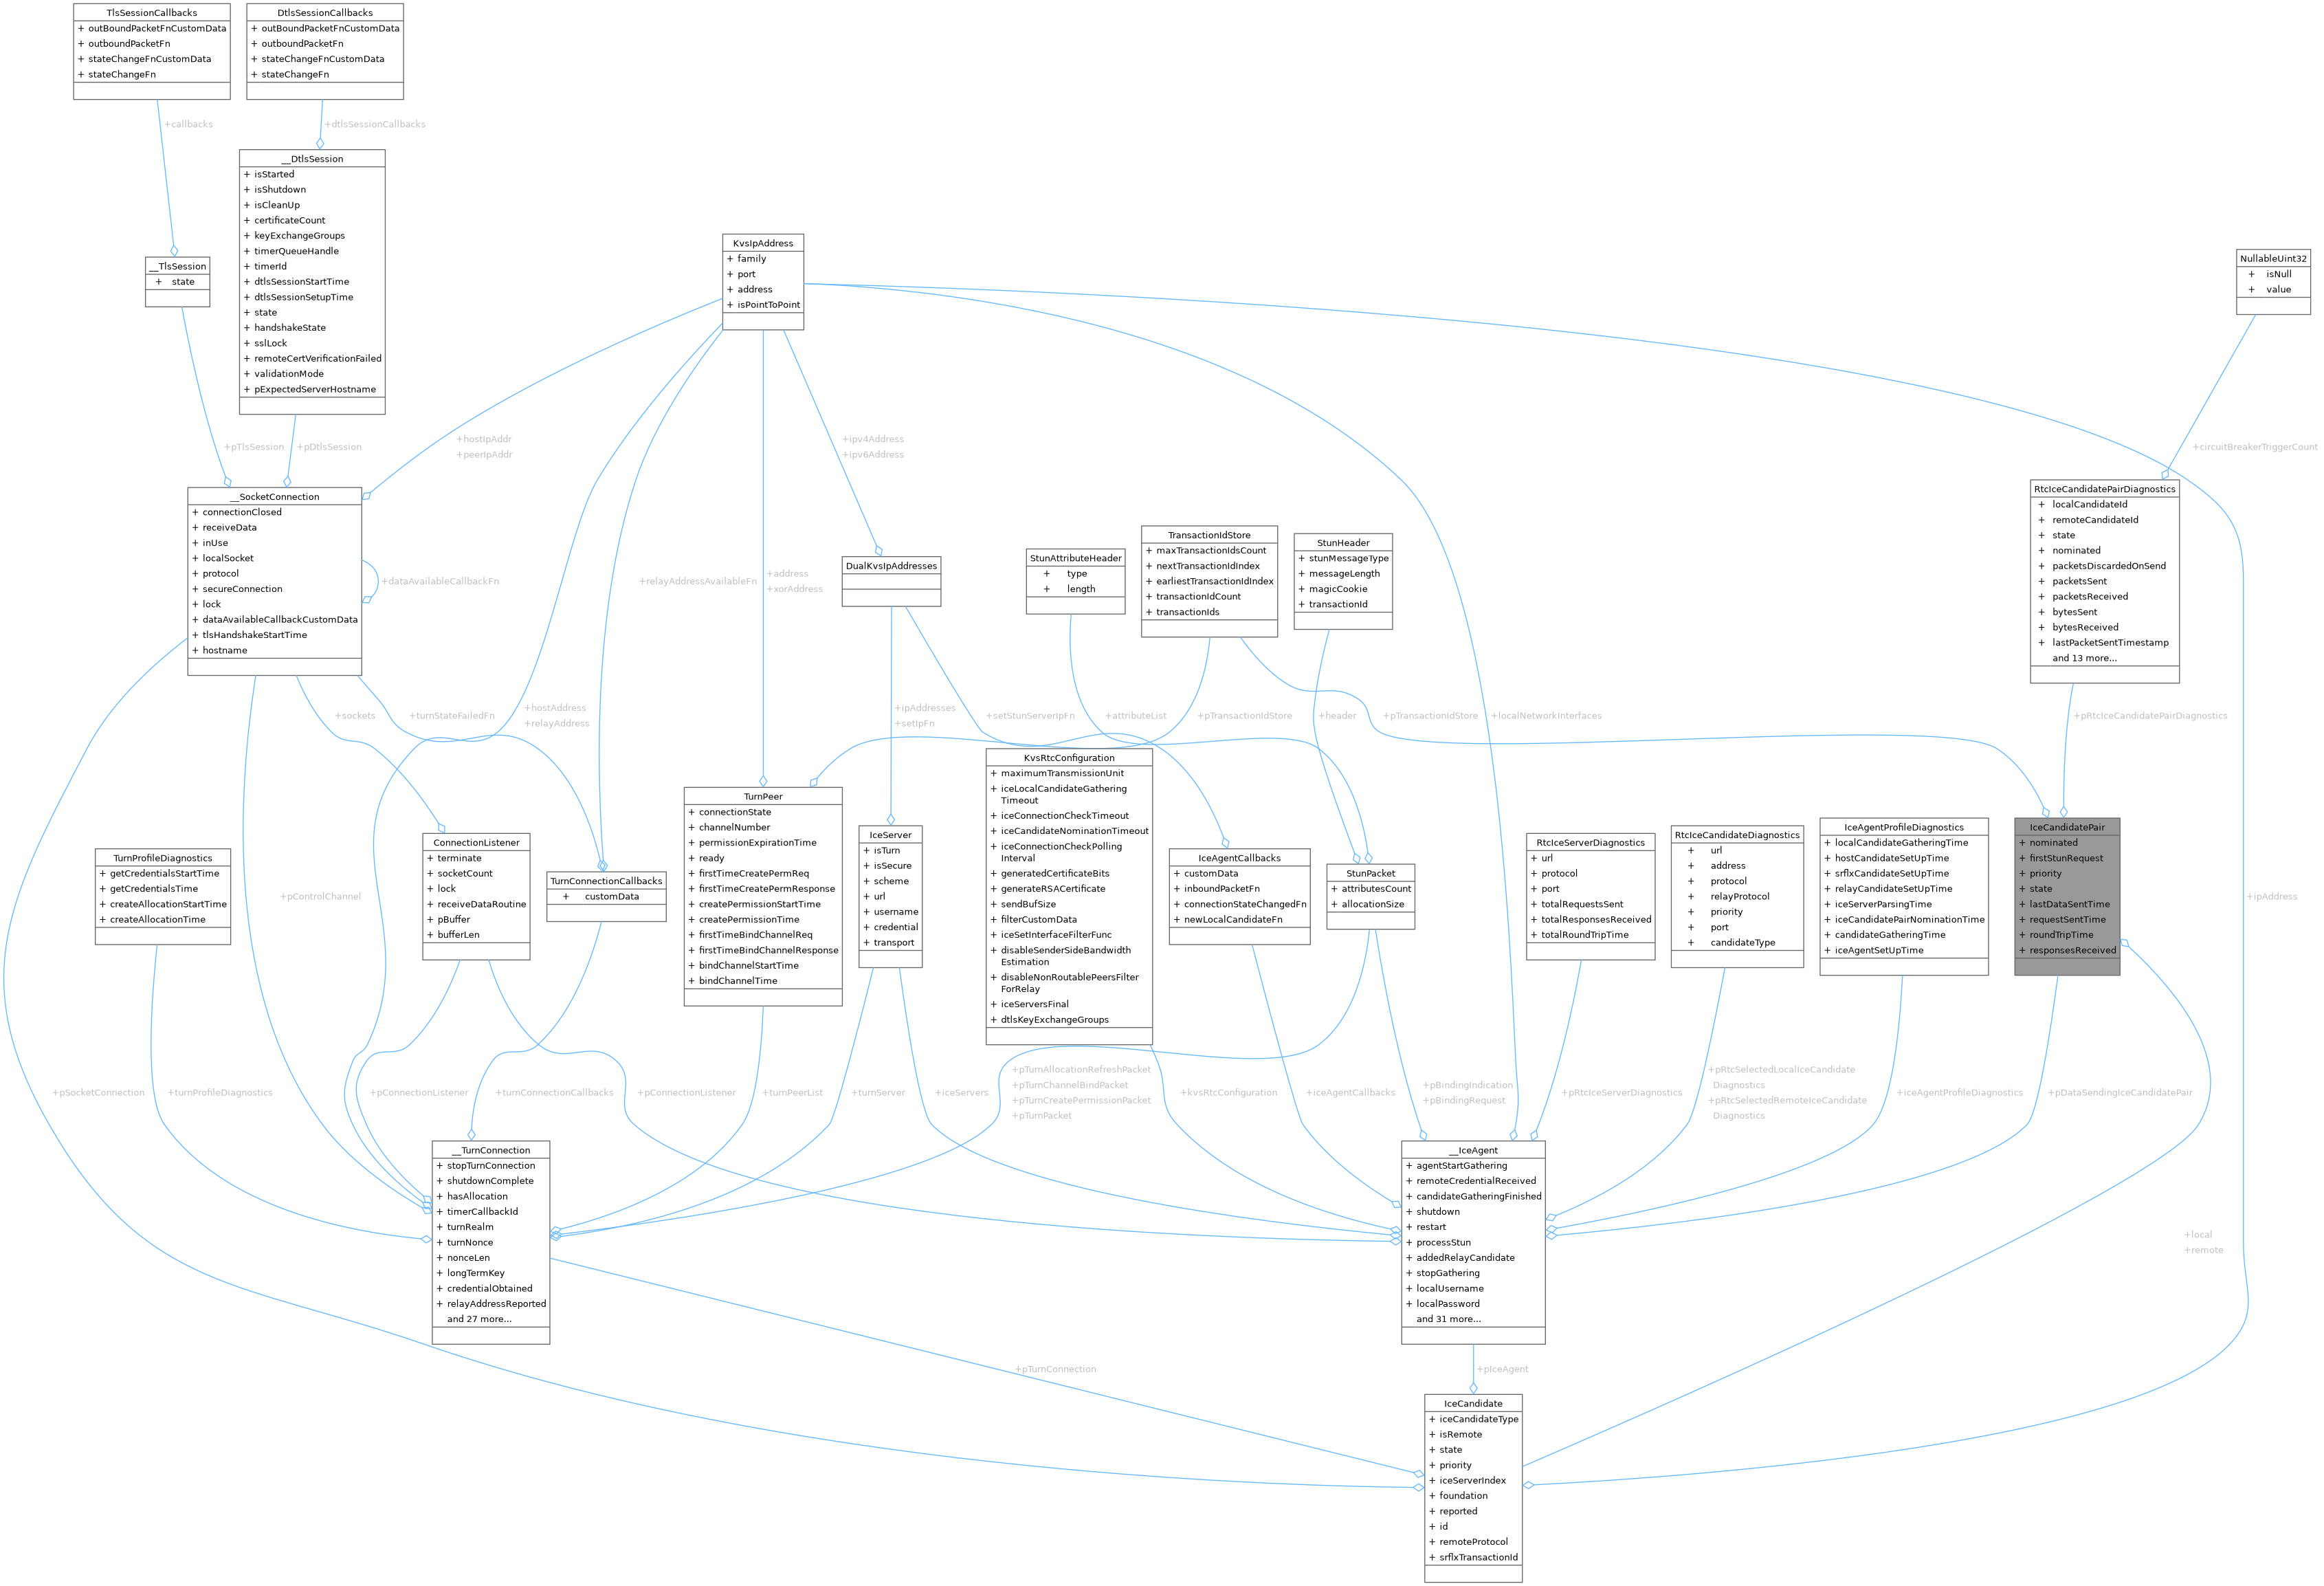 TlsSessionCallbacks
+ outBoundPacketFnCustomData
+ outboundPacketFn
+ stateChangeFnCustomData
+ stateChangeFn
DtlsSessionCallbacks
+ outBoundPacketFnCustomData
+ outboundPacketFn
+ stateChangeFnCustomData
+ stateChangeFn
+callbacks
+dtlsSessionCallbacks
__DtlsSession
+ isStarted
+ isShutdown
+ isCleanUp
+ certificateCount
+ keyExchangeGroups
+ timerQueueHandle
+ timerId
+ dtlsSessionStartTime
+ dtlsSessionSetupTime
+ state
+ handshakeState
+ sslLock
+ remoteCertVerificationFailed
+ validationMode
+ pExpectedServerHostname
__TlsSession
+ state
KvsIpAddress
+ family
+ port
+ address
+ isPointToPoint
NullableUint32
+ isNull
+ value
+pTlsSession
+pDtlsSession
+hostIpAddr
+peerIpAddr
+ipv4Address
+ipv6Address
+circuitBreakerTriggerCount
__SocketConnection
+ connectionClosed
+ receiveData
+ inUse
+ localSocket
+ protocol
+ secureConnection
+ lock
+ dataAvailableCallbackCustomData
+ tlsHandshakeStartTime
+ hostname
+dataAvailableCallbackFn
+relayAddressAvailableFn
+address
+xorAddress
DualKvsIpAddresses
StunAttributeHeader
+ type
+ length
TransactionIdStore
+ maxTransactionIdsCount
+ nextTransactionIdIndex
+ earliestTransactionIdIndex
+ transactionIdCount
+ transactionIds
StunHeader
+ stunMessageType
+ messageLength
+ magicCookie
+ transactionId
RtcIceCandidatePairDiagnostics
+ localCandidateId
+ remoteCandidateId
+ state
+ nominated
+ packetsDiscardedOnSend
+ packetsSent
+ packetsReceived
+ bytesSent
+ bytesReceived
+ lastPacketSentTimestamp
and 13 more...
+sockets
+turnStateFailedFn
+hostAddress
+relayAddress
+ipAddresses
+setIpFn
+setStunServerIpFn
+attributeList
+pTransactionIdStore
+header
+pTransactionIdStore
+localNetworkInterfaces
+pRtcIceCandidatePairDiagnostics
TurnProfileDiagnostics
+ getCredentialsStartTime
+ getCredentialsTime
+ createAllocationStartTime
+ createAllocationTime
+pControlChannel
ConnectionListener
+ terminate
+ socketCount
+ lock
+ receiveDataRoutine
+ pBuffer
+ bufferLen
TurnConnectionCallbacks
+ customData
TurnPeer
+ connectionState
+ channelNumber
+ permissionExpirationTime
+ ready
+ firstTimeCreatePermReq
+ firstTimeCreatePermResponse
+ createPermissionStartTime
+ createPermissionTime
+ firstTimeBindChannelReq
+ firstTimeBindChannelResponse
+ bindChannelStartTime
+ bindChannelTime
IceServer
+ isTurn
+ isSecure
+ scheme
+ url
+ username
+ credential
+ transport
KvsRtcConfiguration
+ maximumTransmissionUnit
+ iceLocalCandidateGathering
Timeout
+ iceConnectionCheckTimeout
+ iceCandidateNominationTimeout
+ iceConnectionCheckPolling
Interval
+ generatedCertificateBits
+ generateRSACertificate
+ sendBufSize
+ filterCustomData
+ iceSetInterfaceFilterFunc
+ disableSenderSideBandwidth
Estimation
+ disableNonRoutablePeersFilter
ForRelay
+ iceServersFinal
+ dtlsKeyExchangeGroups
IceAgentCallbacks
+ customData
+ inboundPacketFn
+ connectionStateChangedFn
+ newLocalCandidateFn
StunPacket
+ attributesCount
+ allocationSize
RtcIceServerDiagnostics
+ url
+ protocol
+ port
+ totalRequestsSent
+ totalResponsesReceived
+ totalRoundTripTime
RtcIceCandidateDiagnostics
+ url
+ address
+ protocol
+ relayProtocol
+ priority
+ port
+ candidateType
IceAgentProfileDiagnostics
+ localCandidateGatheringTime
+ hostCandidateSetUpTime
+ srflxCandidateSetUpTime
+ relayCandidateSetUpTime
+ iceServerParsingTime
+ iceCandidatePairNominationTime
+ candidateGatheringTime
+ iceAgentSetUpTime
IceCandidatePair
+ nominated
+ firstStunRequest
+ priority
+ state
+ lastDataSentTime
+ requestSentTime
+ roundTripTime
+ responsesReceived
+ipAddress
+pSocketConnection
+turnProfileDiagnostics
+pConnectionListener
+turnConnectionCallbacks
+pConnectionListener
+turnPeerList
+turnServer
+iceServers
+pTurnAllocationRefreshPacket
+pTurnChannelBindPacket
+pTurnCreatePermissionPacket
+pTurnPacket
+kvsRtcConfiguration
+iceAgentCallbacks
+pBindingIndication
+pBindingRequest
+pRtcIceServerDiagnostics
+pRtcSelectedLocalIceCandidate
Diagnostics
+pRtcSelectedRemoteIceCandidate
Diagnostics
+iceAgentProfileDiagnostics
+pDataSendingIceCandidatePair
__TurnConnection
+ stopTurnConnection
+ shutdownComplete
+ hasAllocation
+ timerCallbackId
+ turnRealm
+ turnNonce
+ nonceLen
+ longTermKey
+ credentialObtained
+ relayAddressReported
and 27 more...
__IceAgent
+ agentStartGathering
+ remoteCredentialReceived
+ candidateGatheringFinished
+ shutdown
+ restart
+ processStun
+ addedRelayCandidate
+ stopGathering
+ localUsername
+ localPassword
and 31 more...
+local
+remote
+pTurnConnection
+pIceAgent
IceCandidate
+ iceCandidateType
+ isRemote
+ state
+ priority
+ iceServerIndex
+ foundation
+ reported
+ id
+ remoteProtocol
+ srflxTransactionId